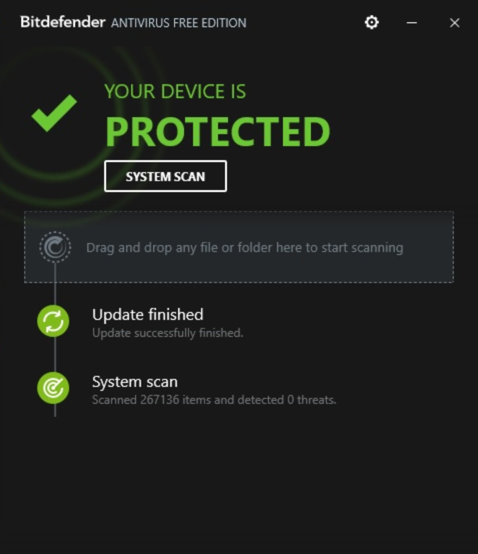 Bitdefender ANTIVIRUS FREE EDITION
YOUR DEVICE IS
PROTECTED
SYSTEM SCAN
Drag and drop any file or folder here to start scanning
Update finished
Update successfully finished.
System scan
Scanned 267136 items and detected 0 threats.